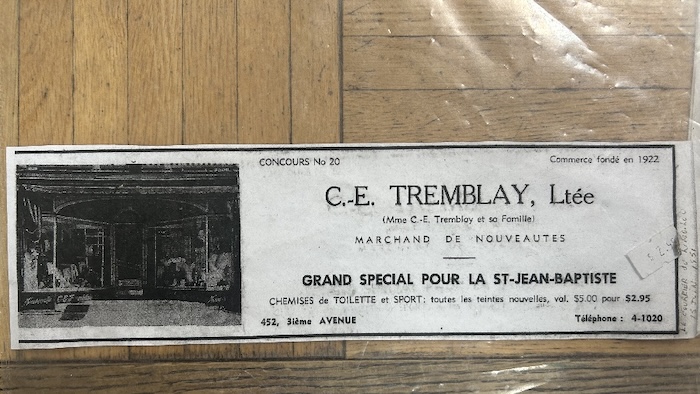 CONCOURS No 20
Commerce fondé en 1922
C.-E. TREMBLAY, Ltée
(Mme C.-E. Tremblay et sa Famille)
MARCHAND DE NOUVEAUTES
GRAND SPECIAL POUR LA ST-JEAN-BAPTISTE
CHEMISES de TOILETTE et SPORT; toutes les teintes nouvelles, val. $5.00 pour $2.95
452, 3ième AVENUE
Téléphone : 4-1020